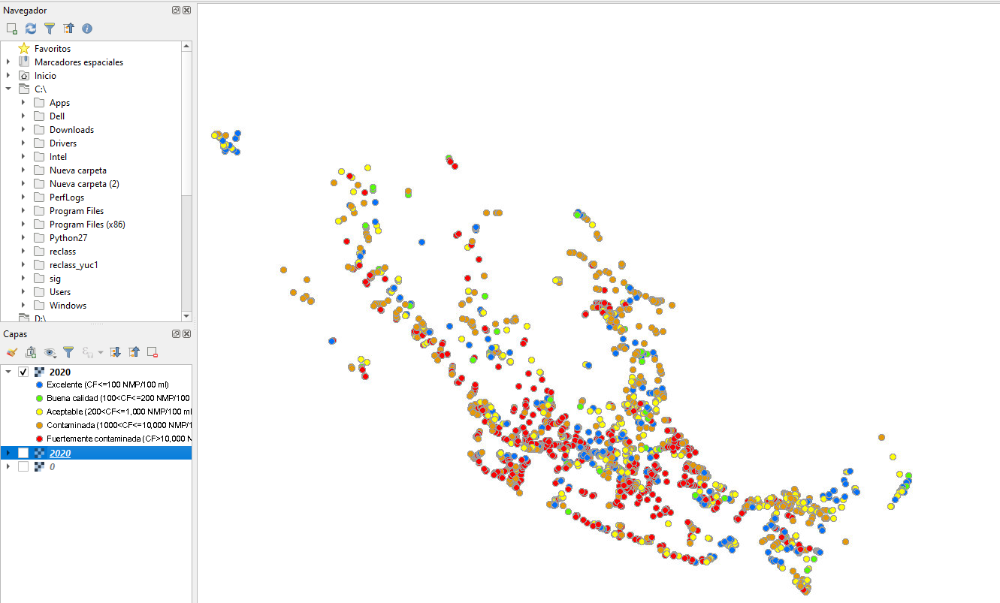 Navegador
Favoritos
Marcadores espaciales
Inicio
C:\
Apps
Dell
Downloads
Drivers
Intel
Nueva carpeta
Nueva carpeta (2)
PerfLogs
Program Files
Program Files (x86)
Python27
reclass
reclass_yuc1
sig
Users
Windows
D:\
Capas
2020
Excelente (CF<=100 NMP/100 ml)
Buena calidad (100<CF<=200 NMP/100
Aceptable (200<CF<=1,000 NMP/100 ml
Contaminada (1000<CF<=10,000 NMP/1
Fuertemente contaminada (CF>10,000 N
2020
0